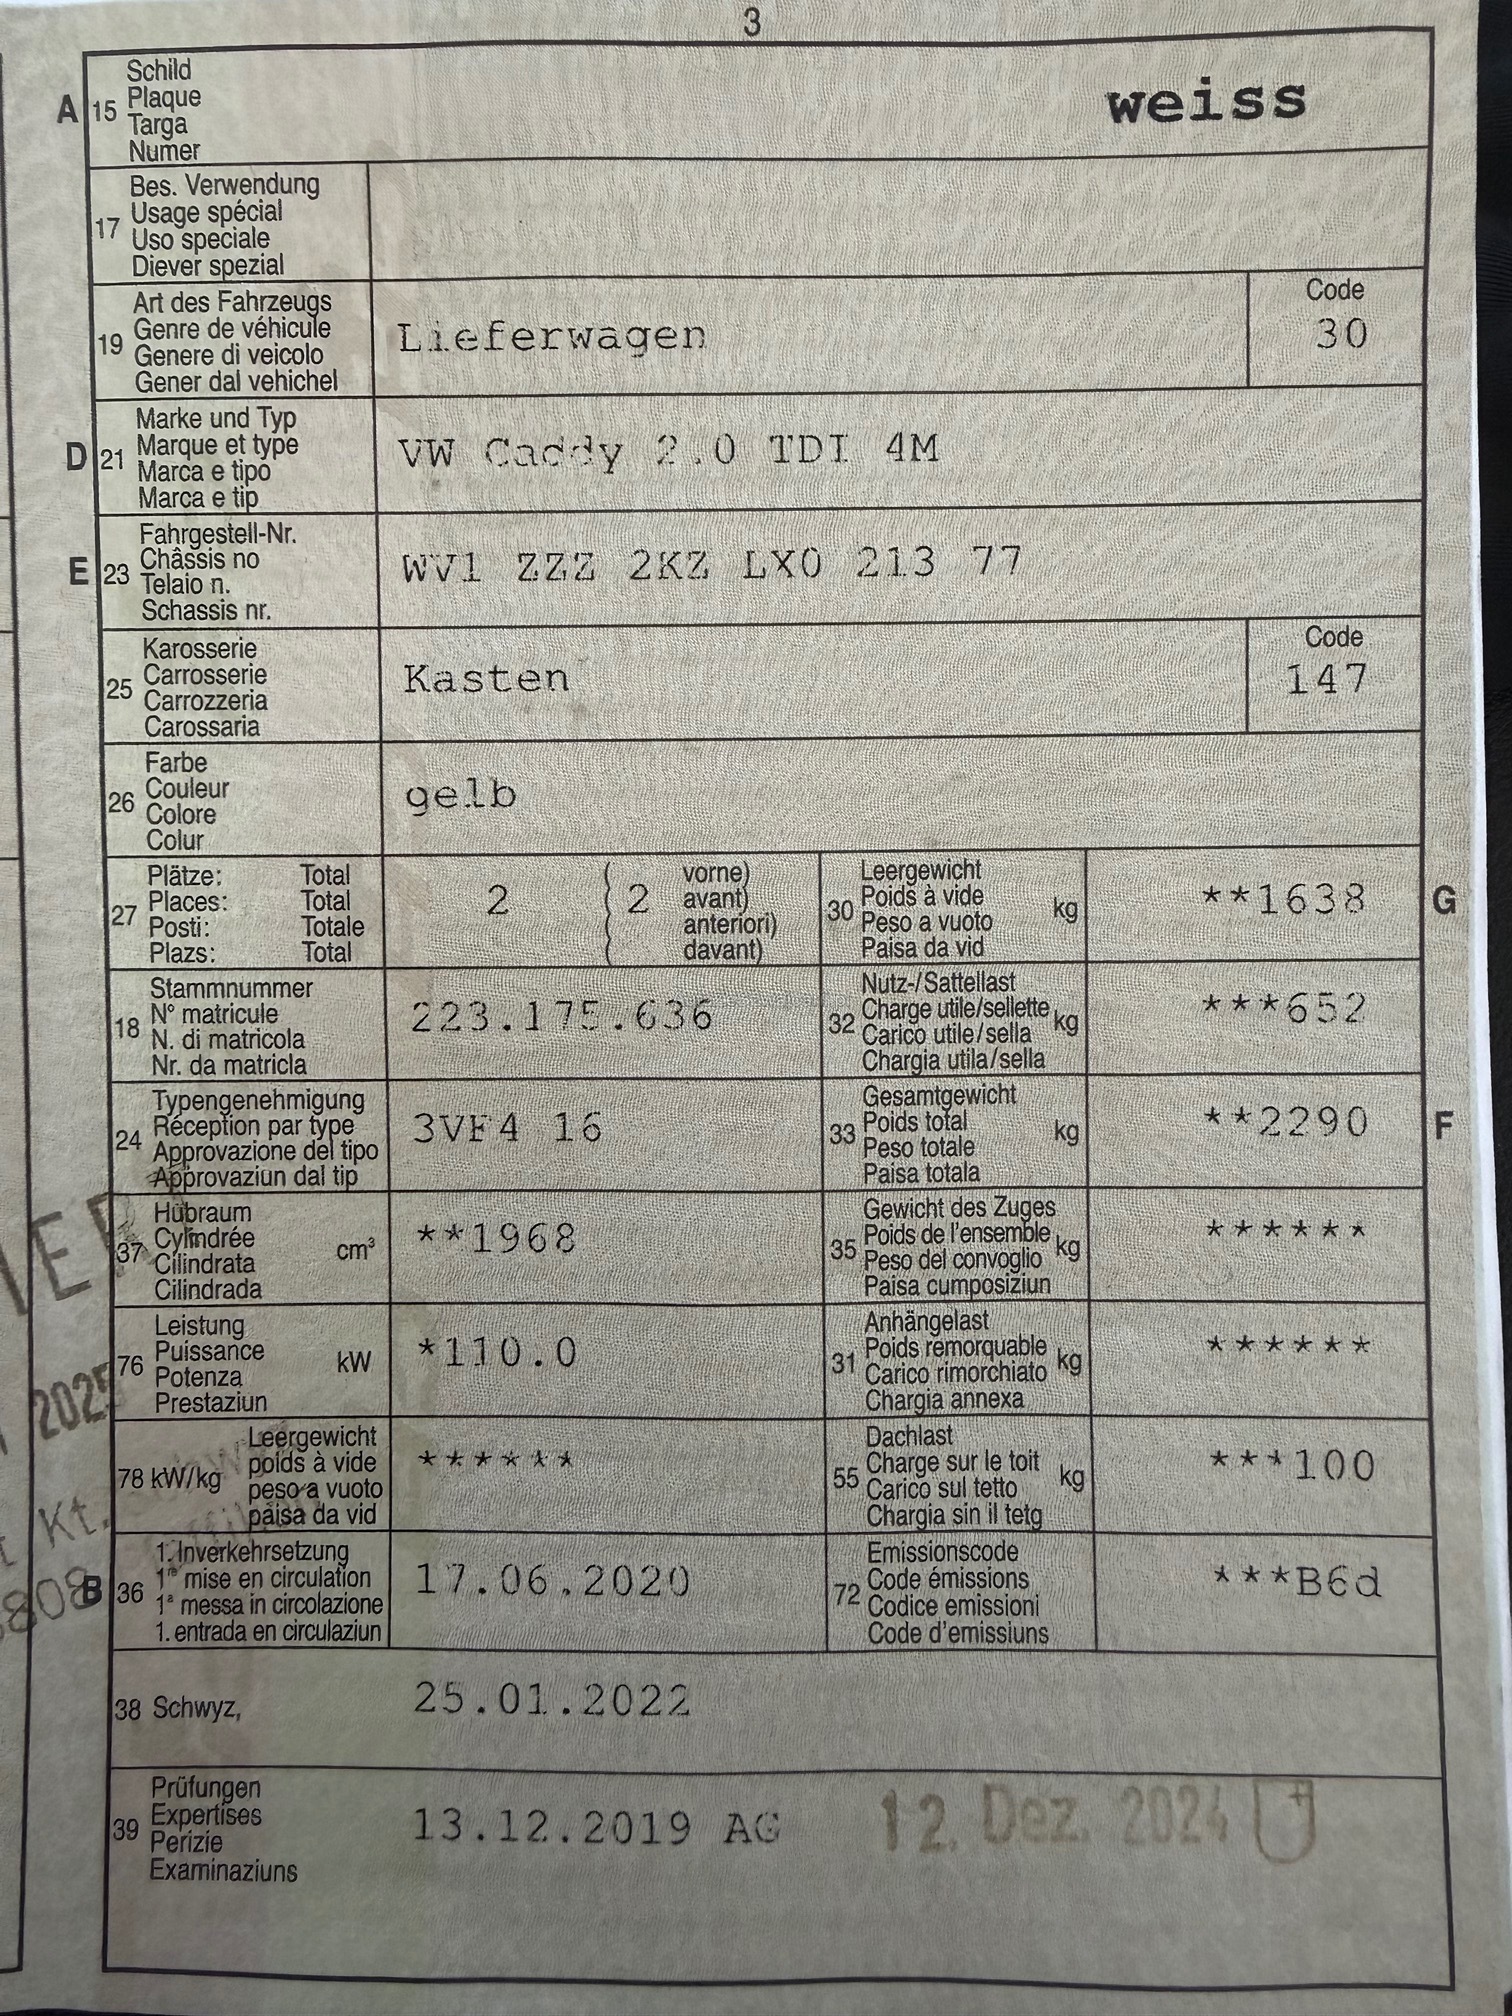 3
A 15 Schild
Plaque
Targa
Numer
weiss
17 Bes. Verwendung
Usage spécial
Uso speciale
Diever spezial
19 Art des Fahrzeugs
Genre de véhicule
Genere di veicolo
Gener dal vehichel
Lieferwagen
Code
30
D 21 Marke und Typ
Marque et type
Marca e tipo
Marca e tip
VW Caddy 2.0 TDI 4M
E 23 Fahrgestell-Nr.
Châssis no
Telaio n.
Schassis nr.
WV1 ZZZ 2KZ LX0 213 77
25 Karosserie
Carrosserie
Carrozzeria
Carossaria
Kasten
Code
147
26 Farbe
Couleur
Colore
Colur
gelb
27 Plätze: Total
Places: Total
Posti: Totale
Plazs: Total
2 ( 2 vorne)
( avant)
( anteriori)
( davant)
30 Leergewicht
Poids à vide
Peso a vuoto
Paisa da vid
kg
**1638
G
18 Stammnummer
N° matricule
N. di matricola
Nr. da matricla
223.175.636
32 Nutz-/Sattellast
Charge utile/sellette
Carico utile/sella
Chargia utila/sella
kg
***652
24 Typengenehmigung
Réception par type
Approvazione del tipo
Approvaziun dal tip
3VF4 16
33 Gesamtgewicht
Poids total
Peso totale
Paisa totala
kg
**2290
F
37 Hubraum
Cylindrée
Cilindrata
Cilindrada
cm³
**1968
35 Gewicht des Zuges
Poids de l'ensemble
Peso del convoglio
Paisa cumposiziun
kg
******
76 Leistung
Puissance
Potenza
Prestaziun
kW
*110.0
31 Anhängelast
Poids remorquable
Carico rimorchiato
Chargia annexa
kg
******
2025
78 kW/kg Leergewicht
poids à vide
peso a vuoto
paisa da vid
******
55 Dachlast
Charge sur le toit
Carico sul tetto
Chargia sin il tetg
kg
***100
Kt.
B 36 1. Inverkehrsetzung
1re mise en circulation
1a messa in circolazione
1. entrada en circulaziun
17.06.2020
72 Emissionscode
Code émissions
Codice emissioni
Code d'emissiuns
***B6d
38 Schwyz,
25.01.2022
39 Prüfungen
Expertises
Perizie
Examinaziuns
13.12.2019 AG
12. Dez. 2024